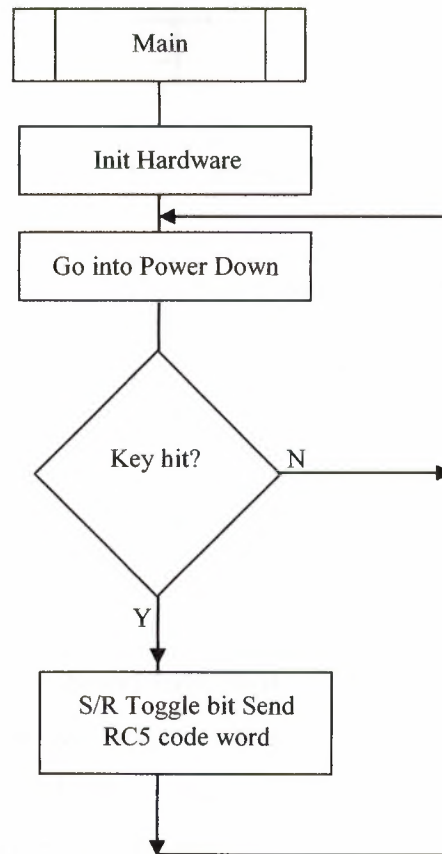 Main
Init Hardware
Go into Power Down
Key hit?
N
Y
S/R Toggle bit Send
RC5 code word